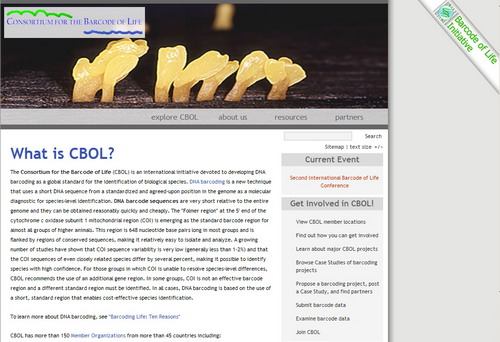 CONSORTIUM FOR THE BARCODE OF LIFE
Barcode of Life
Initiative
explore CBOL about us resources partners
Search
Sitemap | text size +/-
What is CBOL?
The Consortium for the Barcode of Life (CBOL) is an international initiative devoted to developing DNA
barcoding as a global standard for the identification of biological species. DNA barcoding is a new technique
that uses a short DNA sequence from a standardized and agreed-upon position in the genome as a molecular
diagnostic for species-level identification. DNA barcode sequences are very short relative to the entire
genome and they can be obtained reasonably quickly and cheaply. The "Folmer region" at the 5' end of the
cytochrome c oxidase subunit 1 mitochondrial region (COI) is emerging as the standard barcode region for
almost all groups of higher animals. This region is 648 nucleotide base pairs long in most groups and is
flanked by regions of conserved sequences, making it relatively easy to isolate and analyze. A growing
number of studies have shown that COI sequence variability is very low (generally less than 1-2%) and that
the COI sequences of even closely related species differ by several percent, making it possible to identify
species with high confidence. For those groups in which COI is unable to resolve species-level differences,
CBOL recommends the use of an additional gene region. In some groups, COI is not an effective barcode
region and a different standard region must be identified. In all cases, DNA barcoding is based on the use of
a short, standard region that enables cost-effective species identification.
To learn more about DNA barcoding, see "Barcoding Life: Ten Reasons"
CBOL has more than 150 Member Organizations from more than 45 countries including:
Current Event
Second International Barcode of Life
Conference
Get Involved in CBOL!
View CBOL member locations
Find out how you can get involved
Learn about major CBOL projects
Browse Case Studies of barcoding
projects
Propose a barcoding project, post
a Case Study, and find partners
Submit barcode data
Examine barcode data
Join CBOL